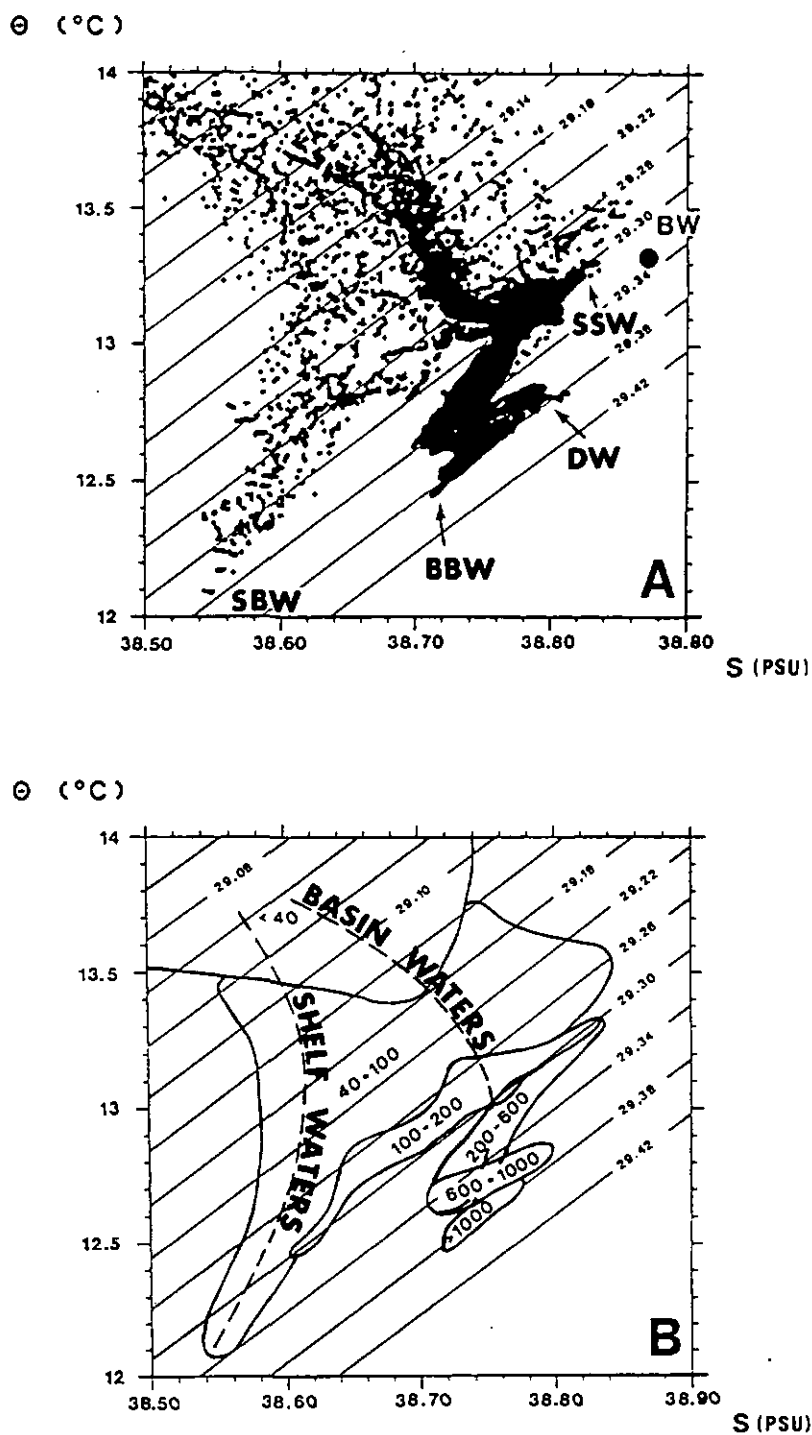 Θ (°C)
14
13.5
13
12.5
12
29.14
29.18
29.22
29.26
29.30
BW
29.34
SSW
29.38
29.42
DW
BBW
SBW
A
38.50 38.60 38.70 38.80 38.80
S (PSU)
Θ (°C)
14
13.5
13
12.5
12
29.08
<40
BASIN WATERS
29.10
29.18
29.22
29.26
29.30
29.34
29.38
29.42
SHELF WATERS
40-100
100-200
200-600
600-1000
>1000
B
38.50 38.60 38.70 38.80 38.90
S (PSU)